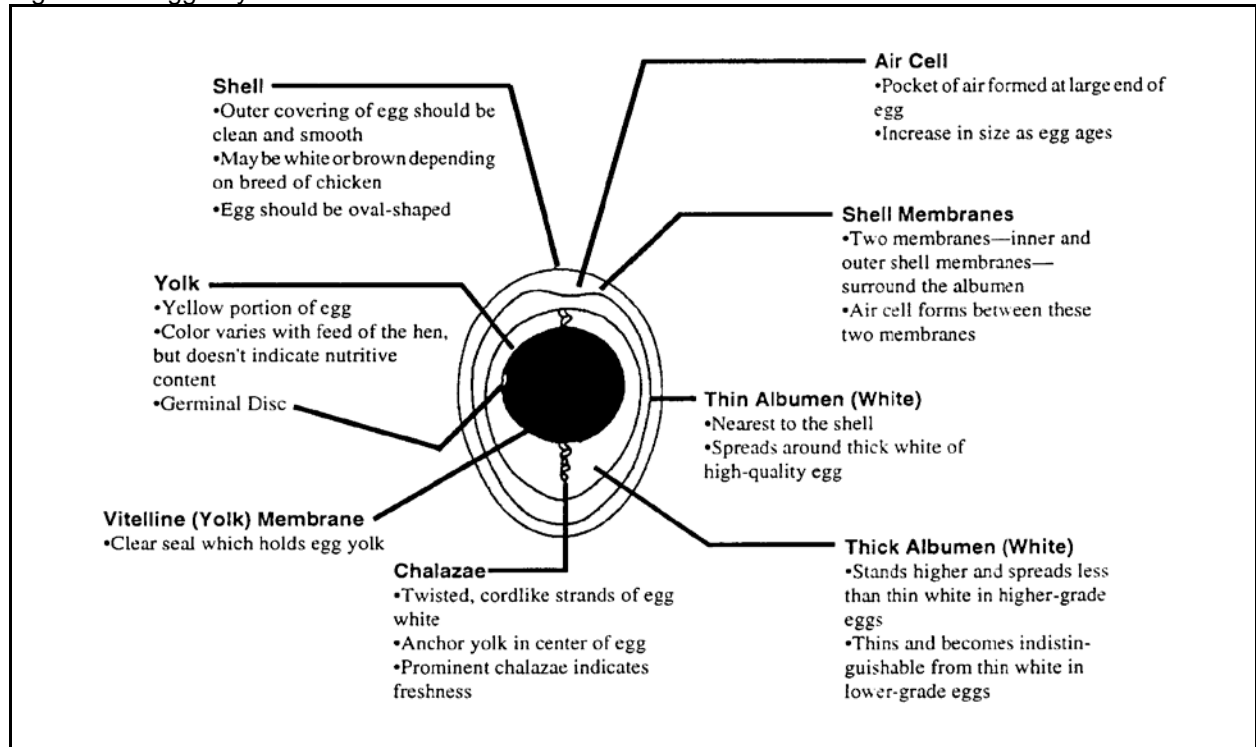 Shell
•Outer covering of egg should be
clean and smooth
•May be white or brown depending
on breed of chicken
•Egg should be oval-shaped
Air Cell
•Pocket of air formed at large end of
egg
•Increase in size as egg ages
Shell Membranes
•Two membranes—inner and
outer shell membranes—
surround the albumen
•Air cell forms between these
two membranes
Yolk
•Yellow portion of egg
•Color varies with feed of the hen,
but doesn't indicate nutritive
content
•Germinal Disc
Thin Albumen (White)
•Nearest to the shell
•Spreads around thick white of
high-quality egg
Vitelline (Yolk) Membrane
•Clear seal which holds egg yolk
Chalazae
•Twisted, cordlike strands of egg
white
•Anchor yolk in center of egg
•Prominent chalazae indicates
freshness
Thick Albumen (White)
•Stands higher and spreads less
than thin white in higher-grade
eggs
•Thins and becomes indistin-
guishable from thin white in
lower-grade eggs